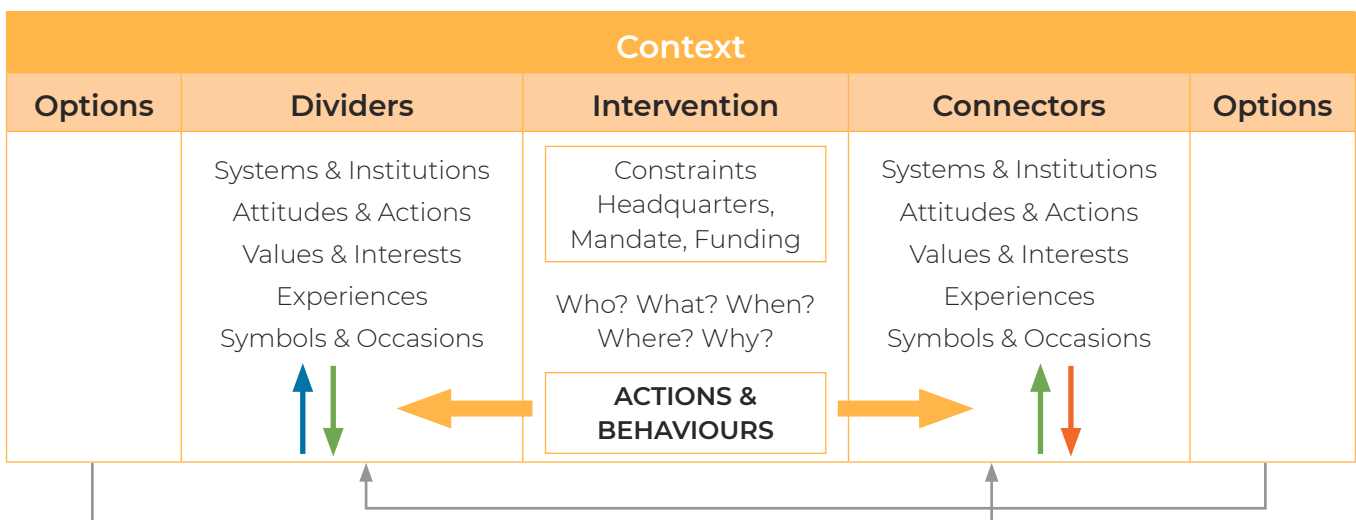 Context
Options
Dividers
Intervention
Connectors
Options
Systems & Institutions
Attitudes & Actions
Values & Interests
Experiences
Symbols & Occasions
Constraints
Headquarters,
Mandate, Funding
Who? What? When?
Where? Why?
ACTIONS &
BEHAVIOURS
Systems & Institutions
Attitudes & Actions
Values & Interests
Experiences
Symbols & Occasions